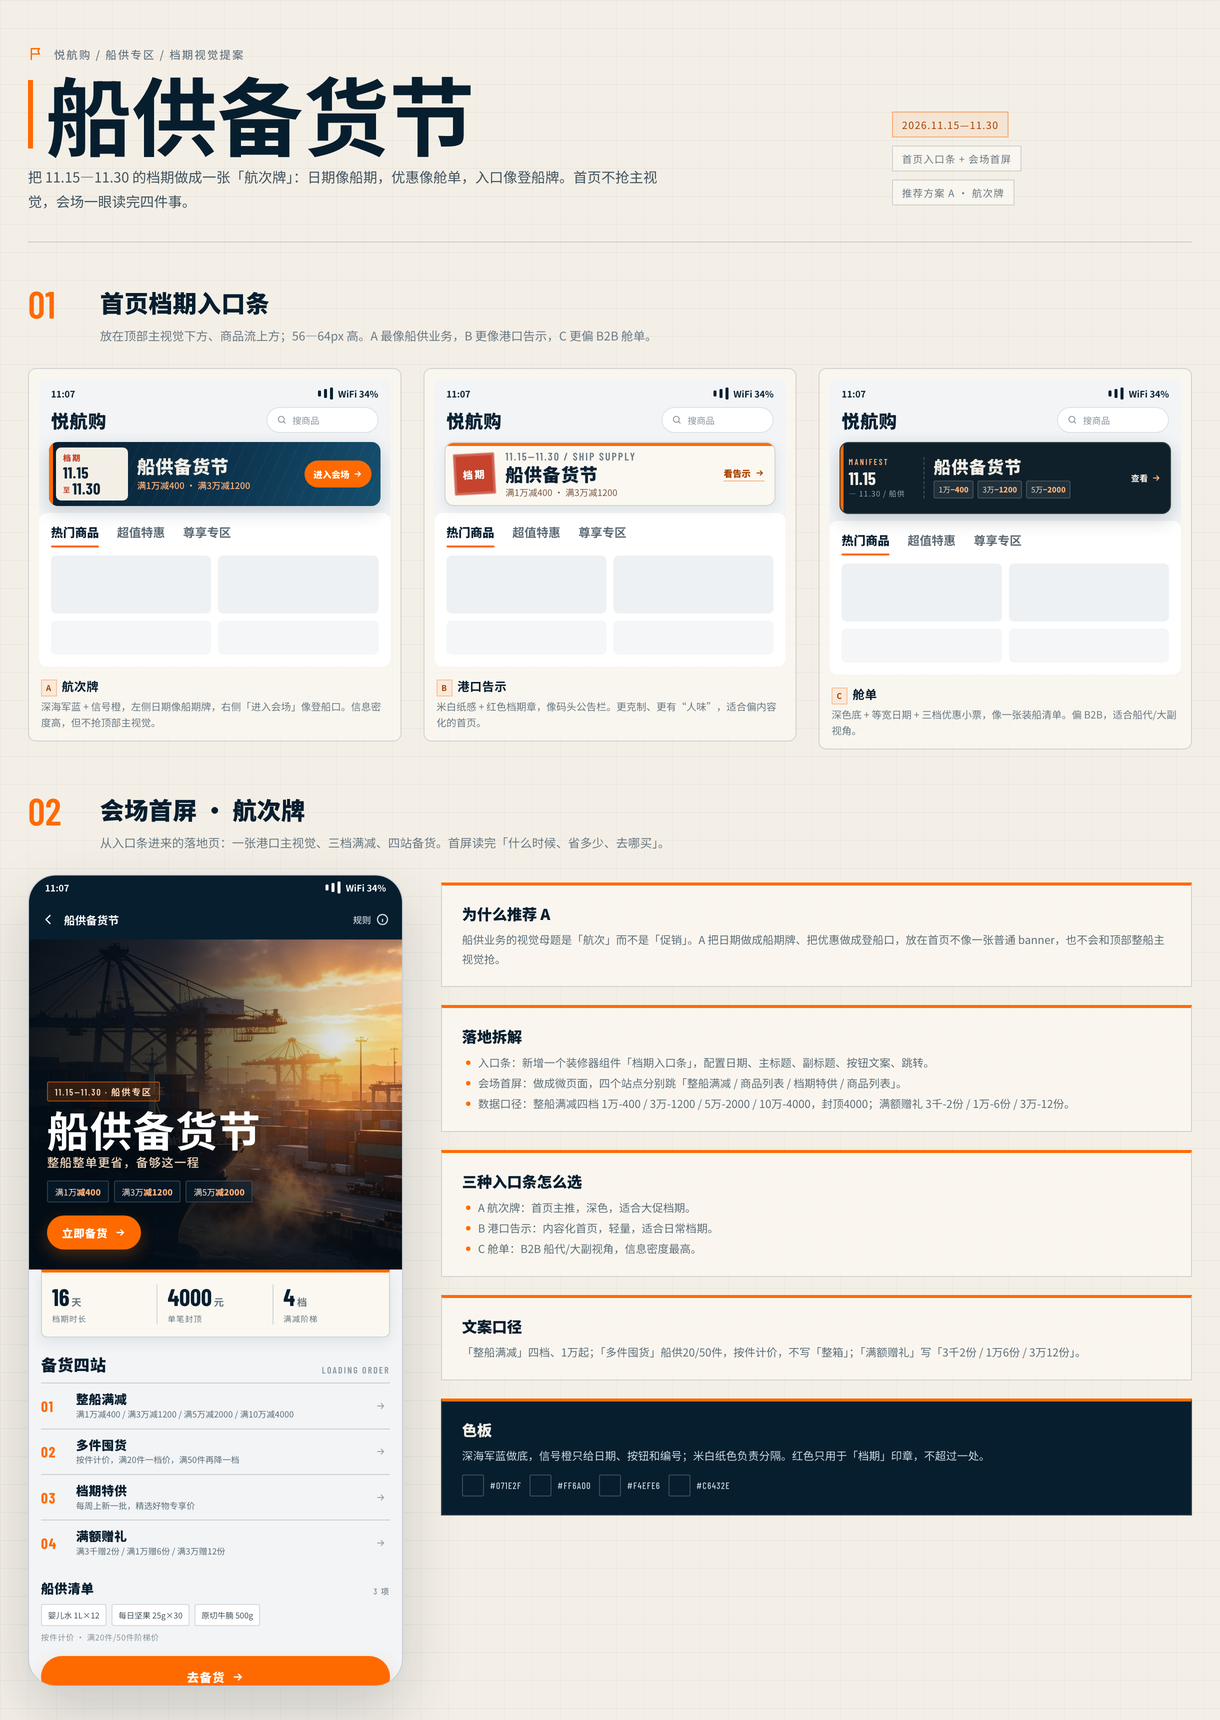 悦航购 / 船供专区 / 档期视觉提案
船供备货节
把 11.15—11.30 的档期做成一张「航次牌」：日期像船期，优惠像舱单，入口像登船牌。首页不抢主视
觉，会场一眼读完四件事。
2026.11.15—11.30
首页入口条 + 会场首屏
推荐方案 A · 航次牌
01
首页档期入口条
放在顶部主视觉下方、商品流上方；56—64px 高。A 最像船供业务，B 更像港口告示，C 更偏 B2B 舱单。
11:07
WiFi 34%
悦航购
搜商品
档期
11.15
至 11.30
船供备货节
满1万减400 · 满3万减1200
进入会场 →
热门商品 超值特惠 尊享专区
A 航次牌
深海军蓝 + 信号橙，左侧日期像船期牌，右侧「进入会场」像登船口。信息密
度高，但不抢顶部主视觉。
11:07
WiFi 34%
悦航购
搜商品
档期
11.15—11.30 / SHIP SUPPLY
船供备货节
满1万减400 · 满3万减1200
看告示 →
热门商品 超值特惠 尊享专区
B 港口告示
米白纸感 + 红色档期章，像码头公告栏。更克制、更有“人味”，适合偏内容
化的首页。
11:07
WiFi 34%
悦航购
搜商品
MANIFEST
11.15
— 11.30 / 船供
船供备货节
1万−400 3万−1200 5万−2000
查看 →
热门商品 超值特惠 尊享专区
C 舱单
深色底 + 等宽日期 + 三档优惠小票，像一张装船清单。偏 B2B，适合船代/大副
视角。
02
会场首屏 · 航次牌
从入口条进来的落地页：一张港口主视觉、三档满减、四站备货。首屏读完「什么时候、省多少、去哪买」。
11:07
WiFi 34%
船供备货节
规则
11.15—11.30 · 船供专区
船供备货节
整船整单更省，备够这一程
满1万减400 满3万减1200 满5万减2000
立即备货 →
16天
档期时长
4000元
单笔封顶
4档
满减阶梯
备货四站
LOADING ORDER
01 整船满减 →
满1万减400 / 满3万减1200 / 满5万减2000 / 满10万减4000
02 多件囤货 →
按件计价，满20件一档价，满50件再降一档
03 档期特供 →
每周上新一批，精选好物专享价
04 满额赠礼 →
满3千赠2份 / 满1万赠6份 / 满3万赠12份
船供清单
3 项
婴儿水 1L×12 每日坚果 25g×30 原切牛腩 500g
按件计价 · 满20件/50件阶梯价
去备货 →
为什么推荐 A
船供业务的视觉母题是「航次」而不是「促销」。A 把日期做成船期牌、把优惠做成登船口，放在首页不像一张普通 banner，也不会和顶部整船主
视觉抢。
落地拆解
入口条：新增一个装修器组件「档期入口条」，配置日期、主标题、副标题、按钮文案、跳转。
会场首屏：做成微页面，四个站点分别跳「整船满减 / 商品列表 / 档期特供 / 商品列表」。
数据口径：整船满减四档 1万-400 / 3万-1200 / 5万-2000 / 10万-4000，封顶4000；满额赠礼 3千-2份 / 1万-6份 / 3万-12份。
三种入口条怎么选
A 航次牌：首页主推，深色，适合大促档期。
B 港口告示：内容化首页，轻量，适合日常档期。
C 舱单：B2B 船代/大副视角，信息密度最高。
文案口径
「整船满减」四档、1万起；「多件囤货」船供20/50件，按件计价，不写「整箱」；「满额赠礼」写「3千2份 / 1万6份 / 3万12份」。
色板
深海军蓝做底，信号橙只给日期、按钮和编号；米白纸色负责分隔。红色只用于「档期」印章，不超过一处。
#071E2F #FF6A00 #F4EFE6 #C6432E